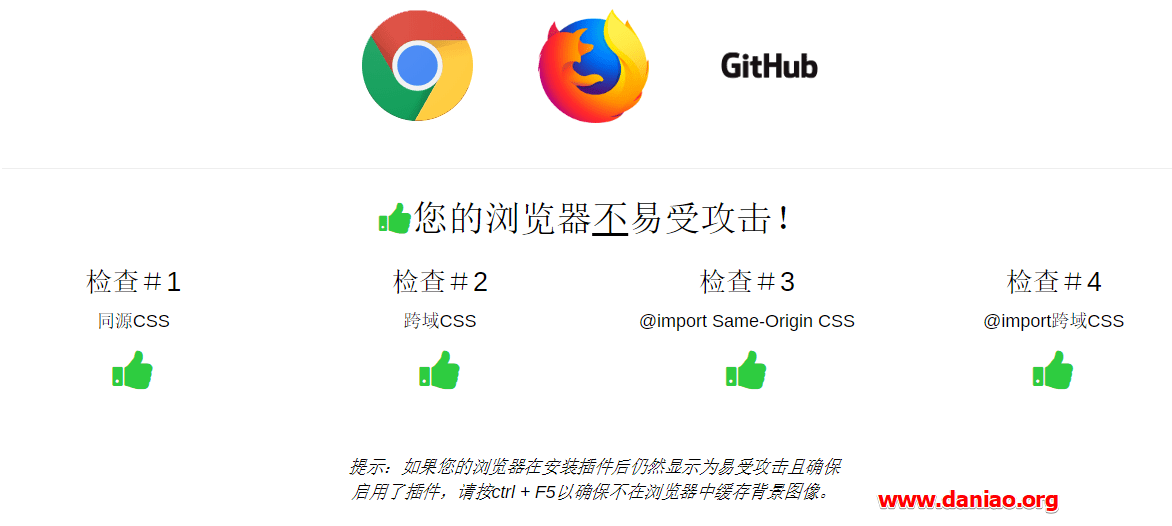 GitHub
您的浏览器不易受攻击！
检查＃1
检查＃2
检查＃3
检查＃4
同源CSS
跨域CSS
@import Same-Origin CSS
@import跨域CSS
提示：如果您的浏览器在安装插件后仍然显示为易受攻击且确保
启用了插件，请按ctrl + F5以确保不在浏览器中缓存背景图像。
www.daniao.org